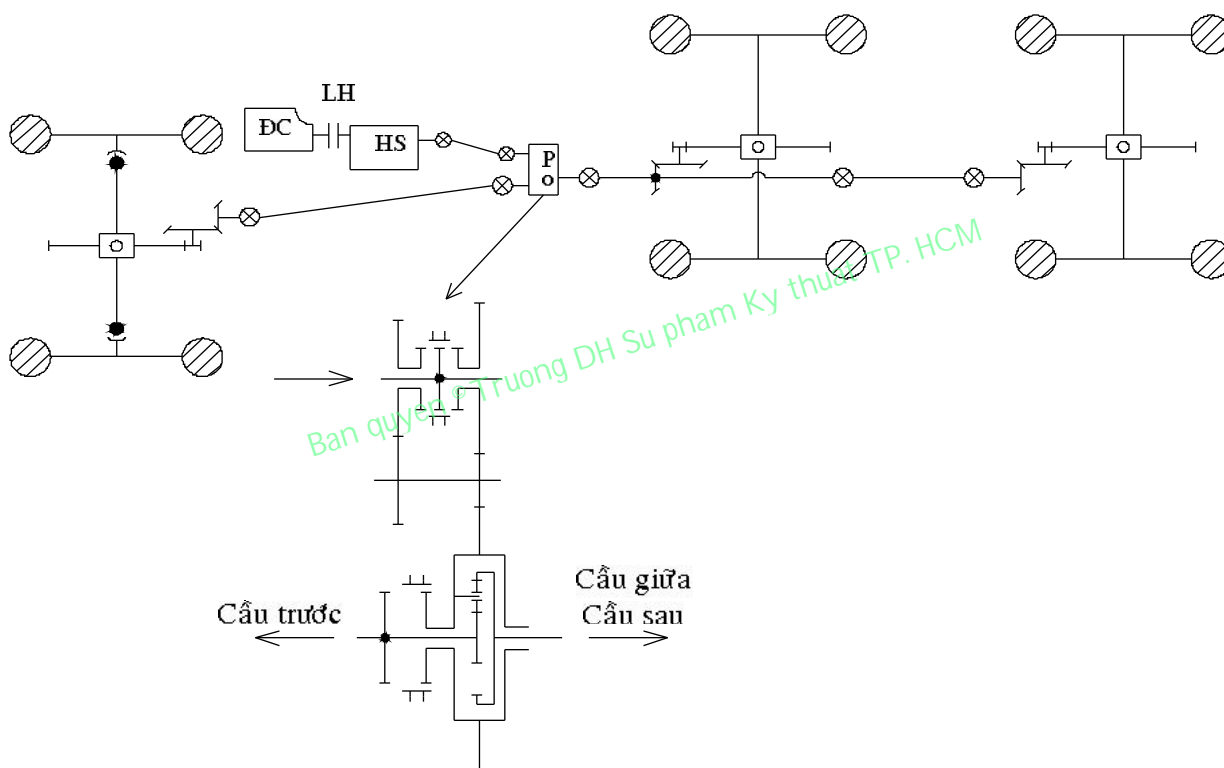 LH
ĐC
HS
P
o
Ban quyen © Truong DH Su pham Ky thuat TP. HCM
Cầu trước
Cầu giữa
Cầu sau